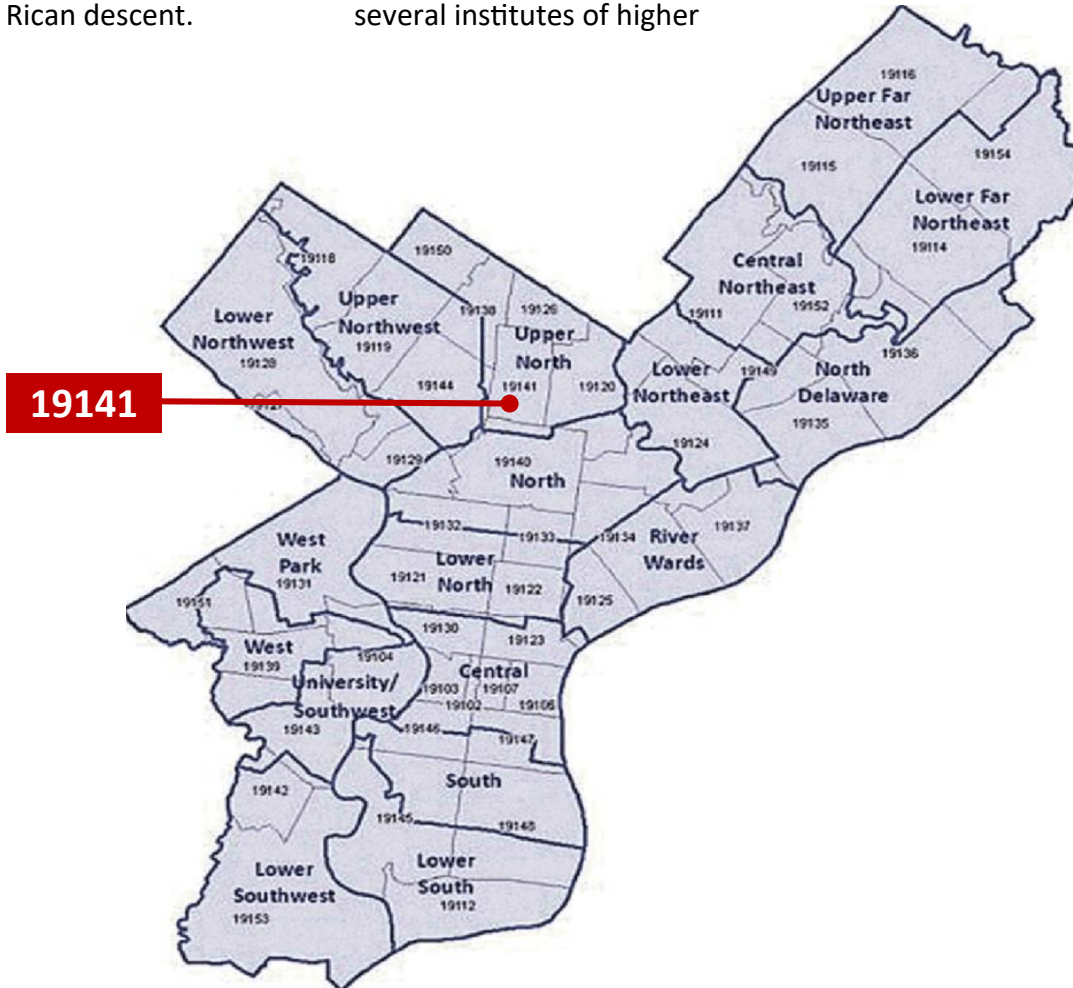 Rican descent.
several institutes of higher
19116
Upper Far
Northeast
19154
19115
Lower Far
Northeast
19114
19150
19118
Central
Northeast
Upper
Northwest
19138
19126
19152
19111
Lower
Northwest
19119
Upper
North
19128
19136
19144
19141
19120
Lower
Northeast
19149
North
Delaware
19141
19127
19135
19124
19129
19140
North
19132
19133
19134
River
Wards
19137
West
Park
19131
Lower
North
19121
19122
19151
19125
19130
19123
West
19139
19104
University/
Southwest
Central
19103
19107
19102
19106
19143
19146
19147
South
19142
19145
19148
Lower
Southwest
19153
Lower
South
19112